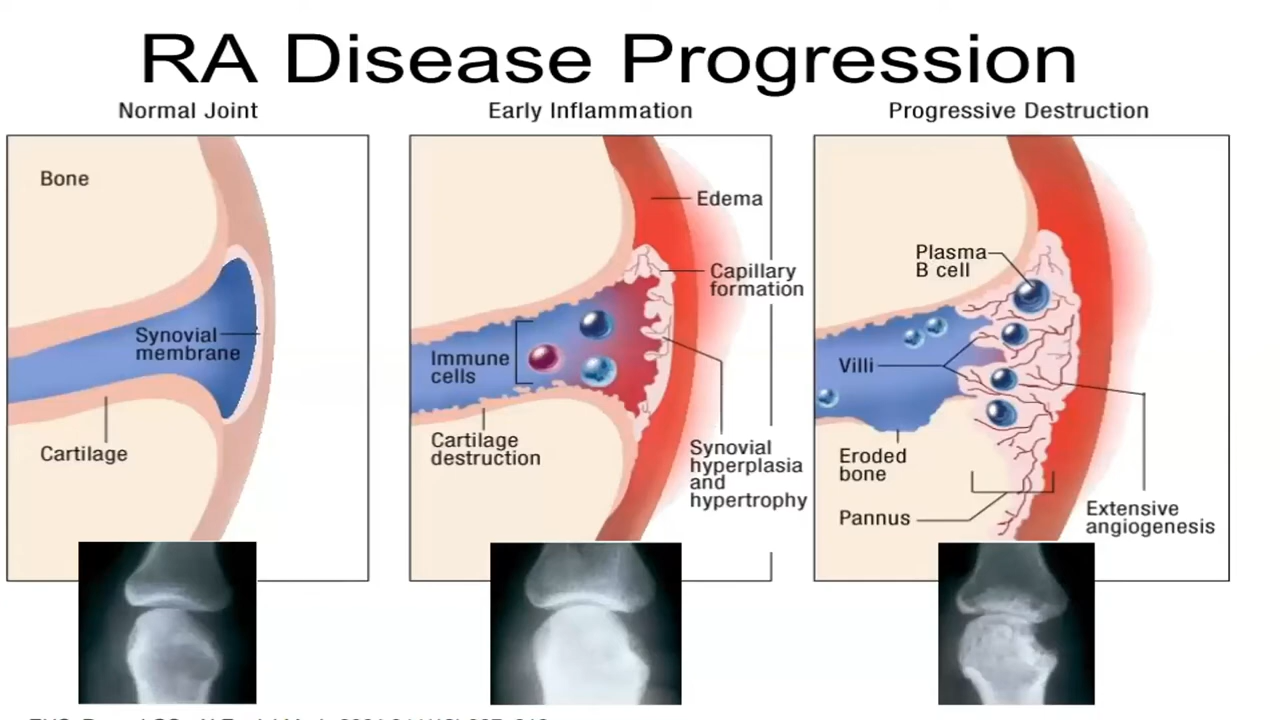 RA Disease Progression
Normal Joint
Early Inflammation
Progressive Destruction
Bone
Synovial
membrane
Cartilage
Edema
Capillary
formation
Immune
cells
Cartilage
destruction
Synovial
hyperplasia
and
hypertrophy
Plasma
B cell
Villi
Eroded
bone
Pannus
Extensive
angiogenesis